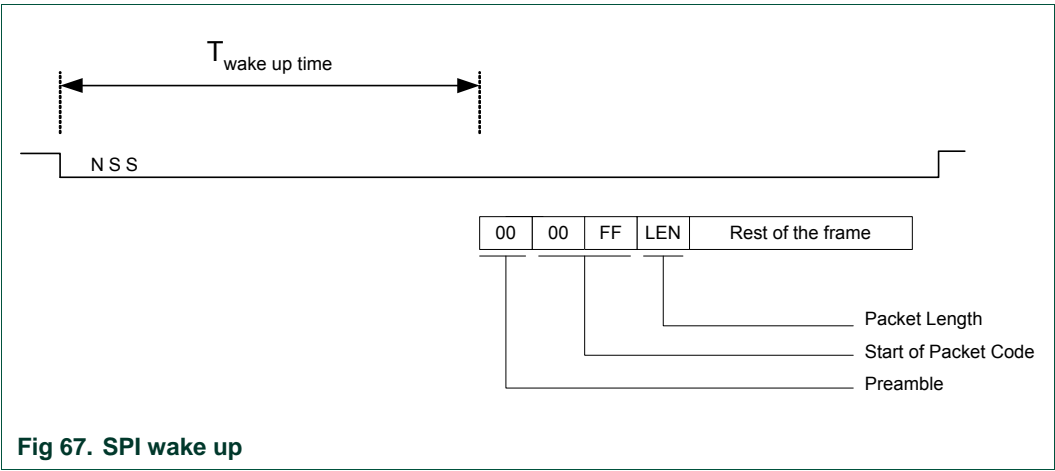 T wake up time
N S S
00 00 FF LEN Rest of the frame
Packet Length
Start of Packet Code
Preamble
Fig 67. SPI wake up